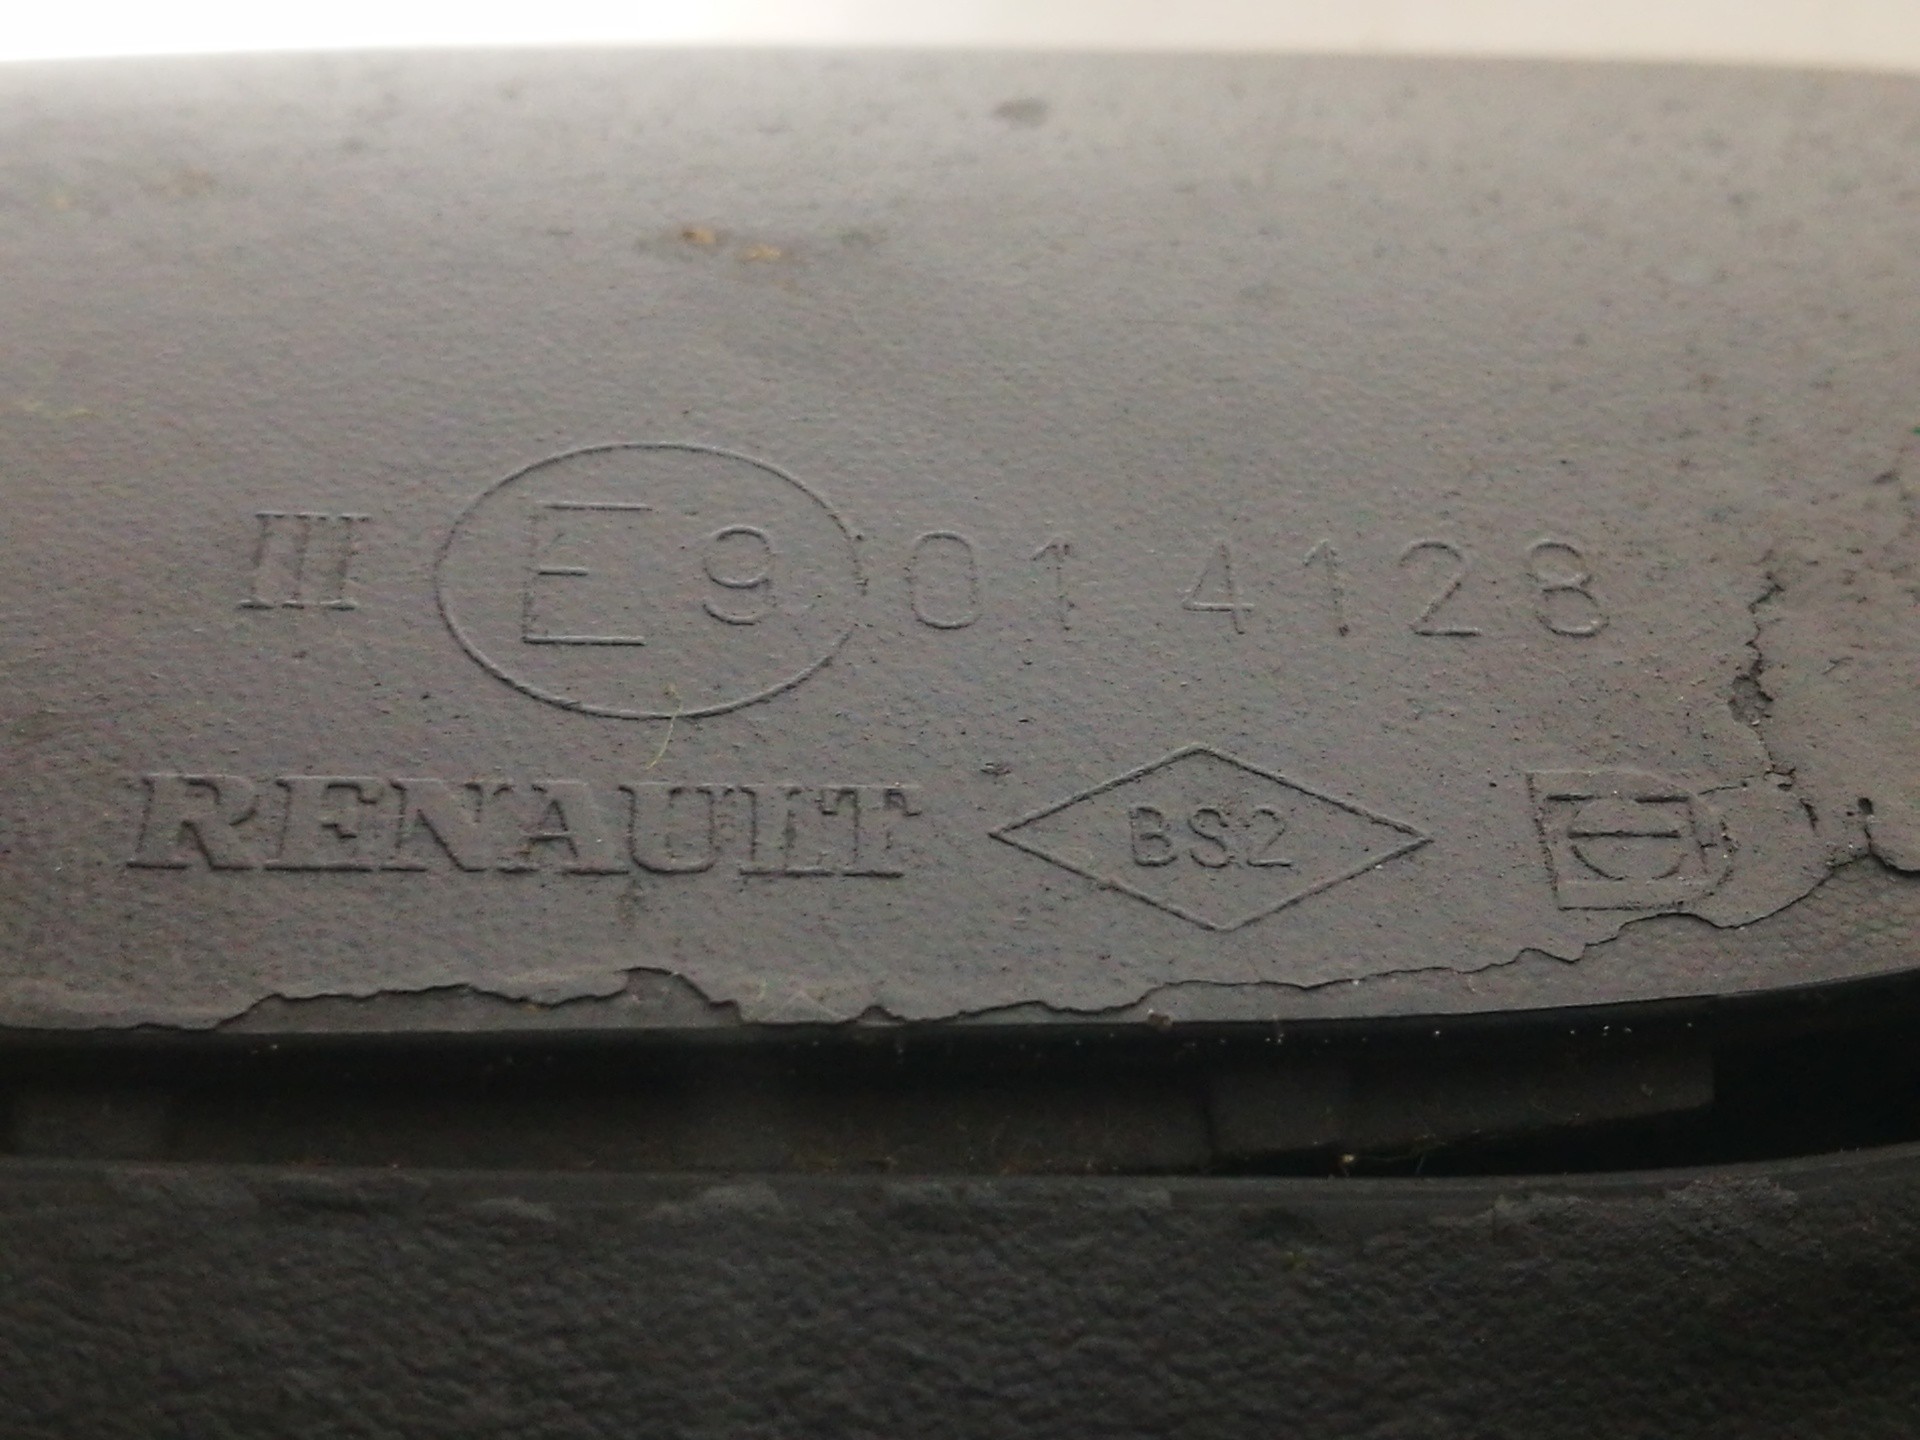 III E9 014128
RENAULT BS2